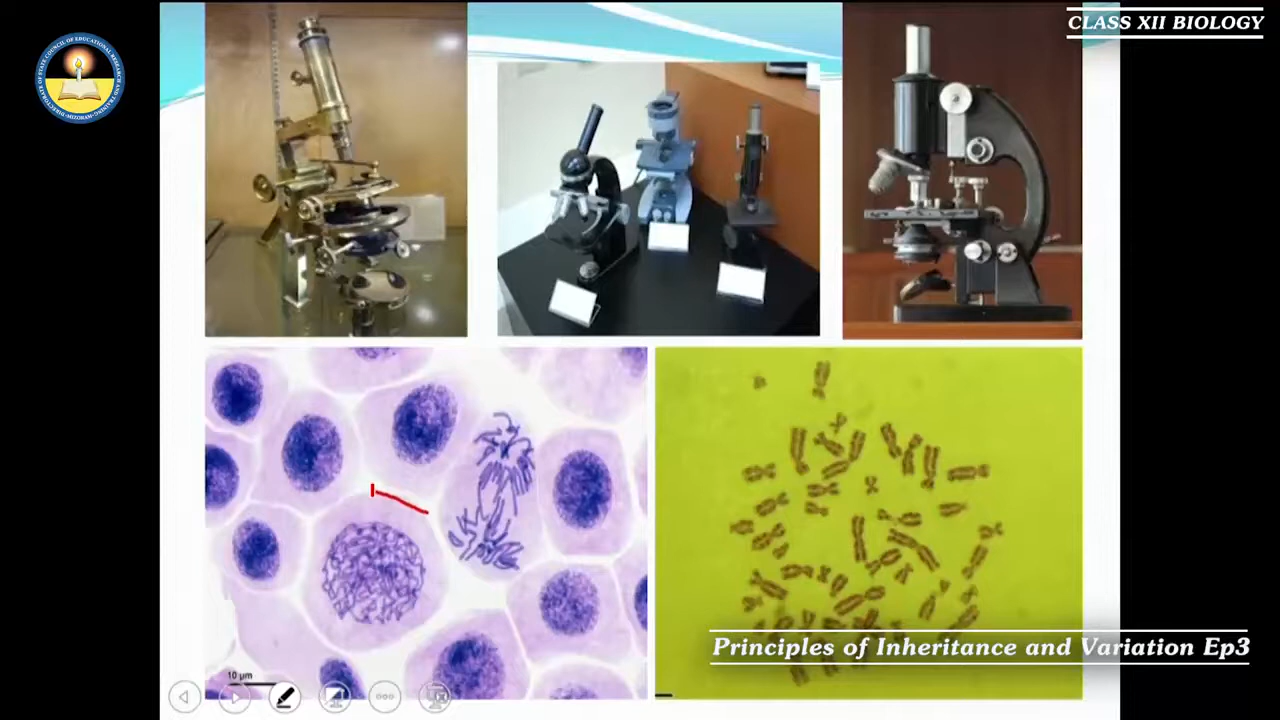 CLASS XII BIOLOGY
10 µm
Principles of Inheritance and Variation Ep3